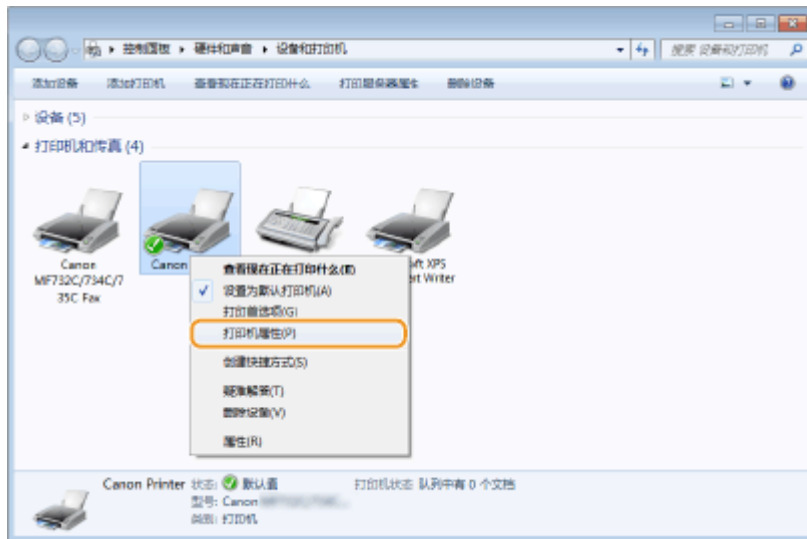 控制面板 ▸ 硬件和声音 ▸ 设备和打印机
搜索 设备和打印机
添加设备 添加打印机 查看现在正在打印什么 打印服务器属性 删除设备
设备 (5)
打印机和传真 (4)
Canon
MF732C/734C/7
35C Fax
Canon
XPS
Writer
查看现在正在打印什么(E)
设置为默认打印机(A)
打印首选项(G)
打印机属性(P)
创建快捷方式(S)
疑难解答(T)
删除设备(V)
属性(R)
Canon Printer 状态: 默认值 打印机状态: 队列中有 0 个文档
型号: Canon
类别: 打印机